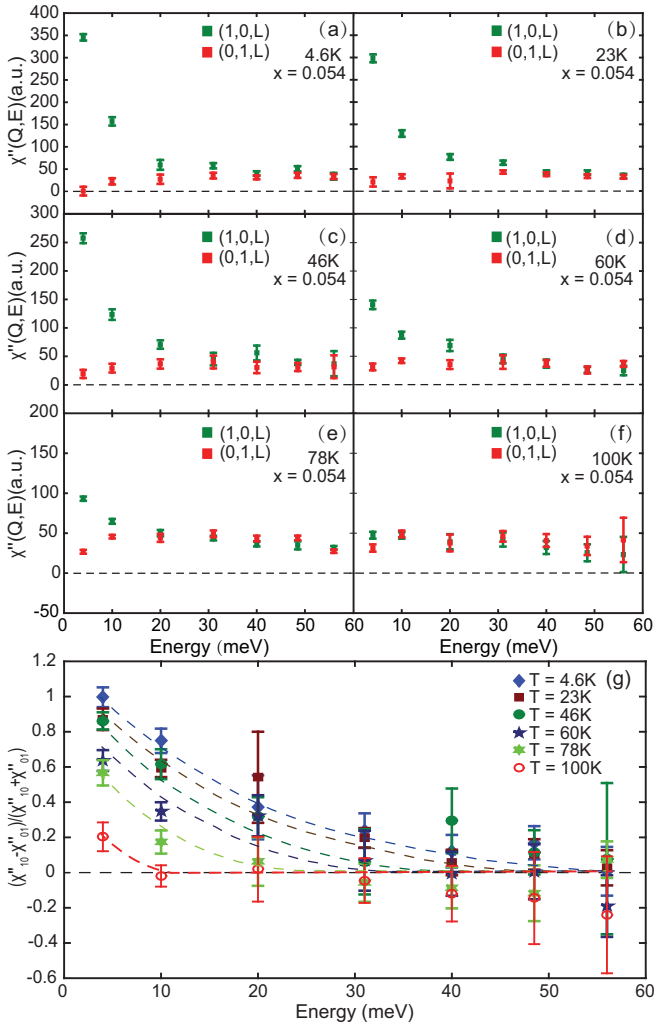 400
350
300
250
200
150
100
50
0
300
χ"(Q,E)(a.u.)
(1,0,L)
(0,1,L)
(a)
4.6K
x = 0.054
(1,0,L)
(0,1,L)
(b)
23K
x = 0.054
250
200
150
100
50
0
200
χ"(Q,E)(a.u.)
(1,0,L)
(0,1,L)
(c)
46K
x = 0.054
(1,0,L)
(0,1,L)
(d)
60K
x = 0.054
150
100
50
0
-50
χ"(Q,E)(a.u.)
(1,0,L)
(0,1,L)
(e)
78K
x = 0.054
(1,0,L)
(0,1,L)
(f)
100K
x = 0.054
0 10 20 30 40 50 60 10 20 30 40 50 60
Energy (meV) Energy (meV)
1.2
1
0.8
0.6
0.4
0.2
0
-0.2
-0.4
-0.6
(χ"10-χ"01)/(χ"10+χ"01)
(g)
T = 4.6K
T = 23K
T = 46K
T = 60K
T = 78K
T = 100K
0 10 20 30 40 50 60
Energy (meV)